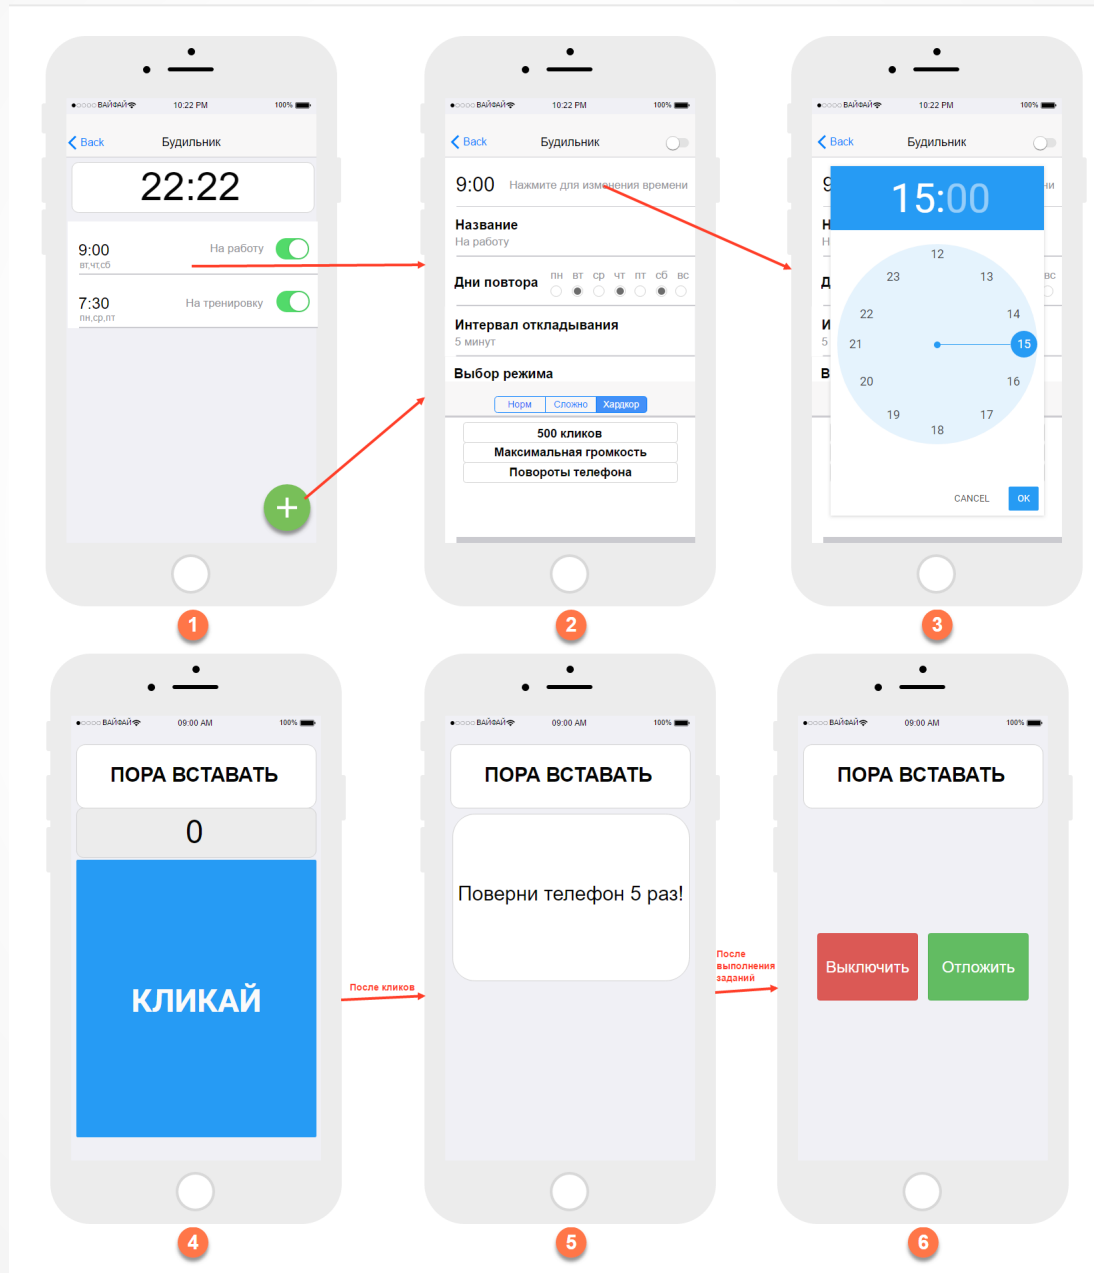 ВАЙФАЙ 10:22 PM 100%
Back Будильник
22:22
9:00 На работу
вт,чт,сб
7:30 На тренировку
пн,ср,пт
+
1
ВАЙФАЙ 10:22 PM 100%
Back Будильник
9:00 Нажмите для изменения времени
Название
На работу
Дни повтора пн вт ср чт пт сб вс
Интервал откладывания
5 минут
Выбор режима
Норм Сложно Хардкор
500 кликов
Максимальная громкость
Повороты телефона
2
ВАЙФАЙ 10:22 PM 100%
Back Будильник
9 15:00 ни
Н
Н
12
23 13
Д вс
22 14
И
5 21 15
В 20 16
19 17
18
CANCEL OK
3
ВАЙФАЙ 09:00 AM 100%
ПОРА ВСТАВАТЬ
0
КЛИКАЙ
После кликов
4
ВАЙФАЙ 09:00 AM 100%
ПОРА ВСТАВАТЬ
Поверни телефон 5 раз!
После
выполнения
заданий
5
ВАЙФАЙ 09:00 AM 100%
ПОРА ВСТАВАТЬ
Выключить Отложить
6